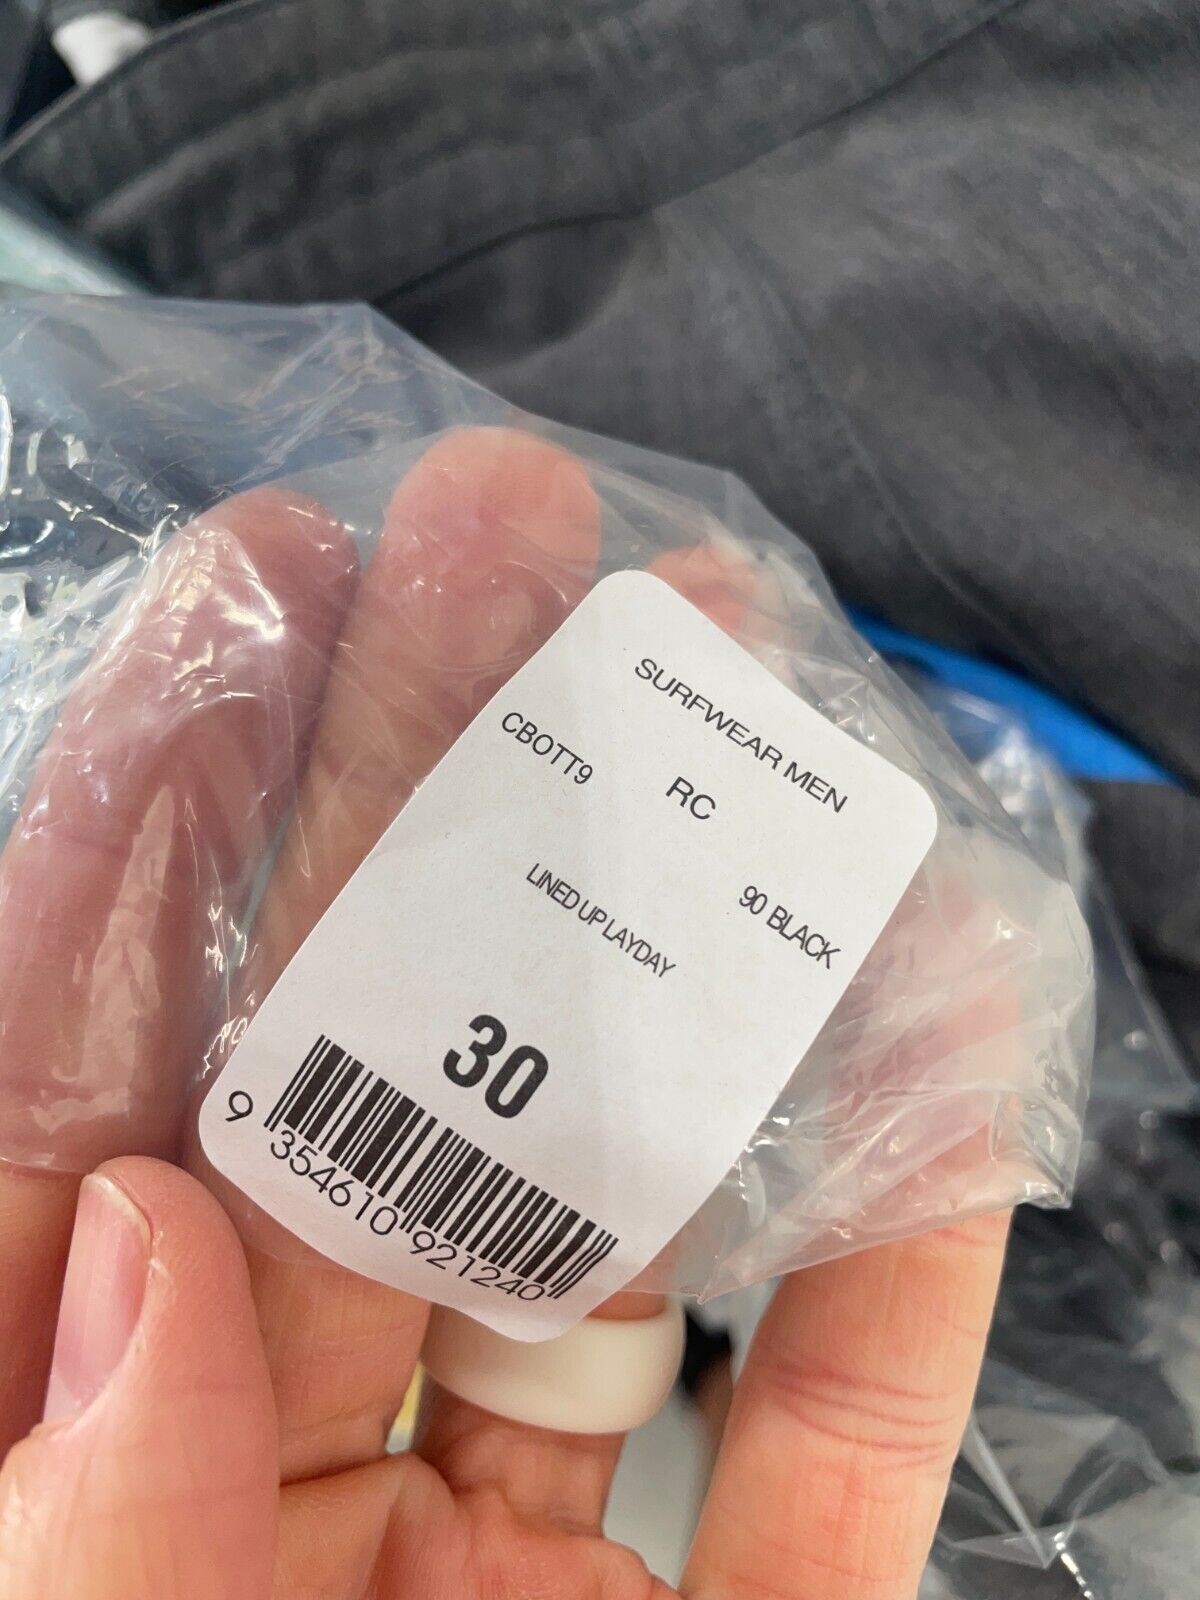 SURFWEAR MEN
CBOTT9 RC 90 BLACK
LINED UP LAYDAY
30
9 354610 921240